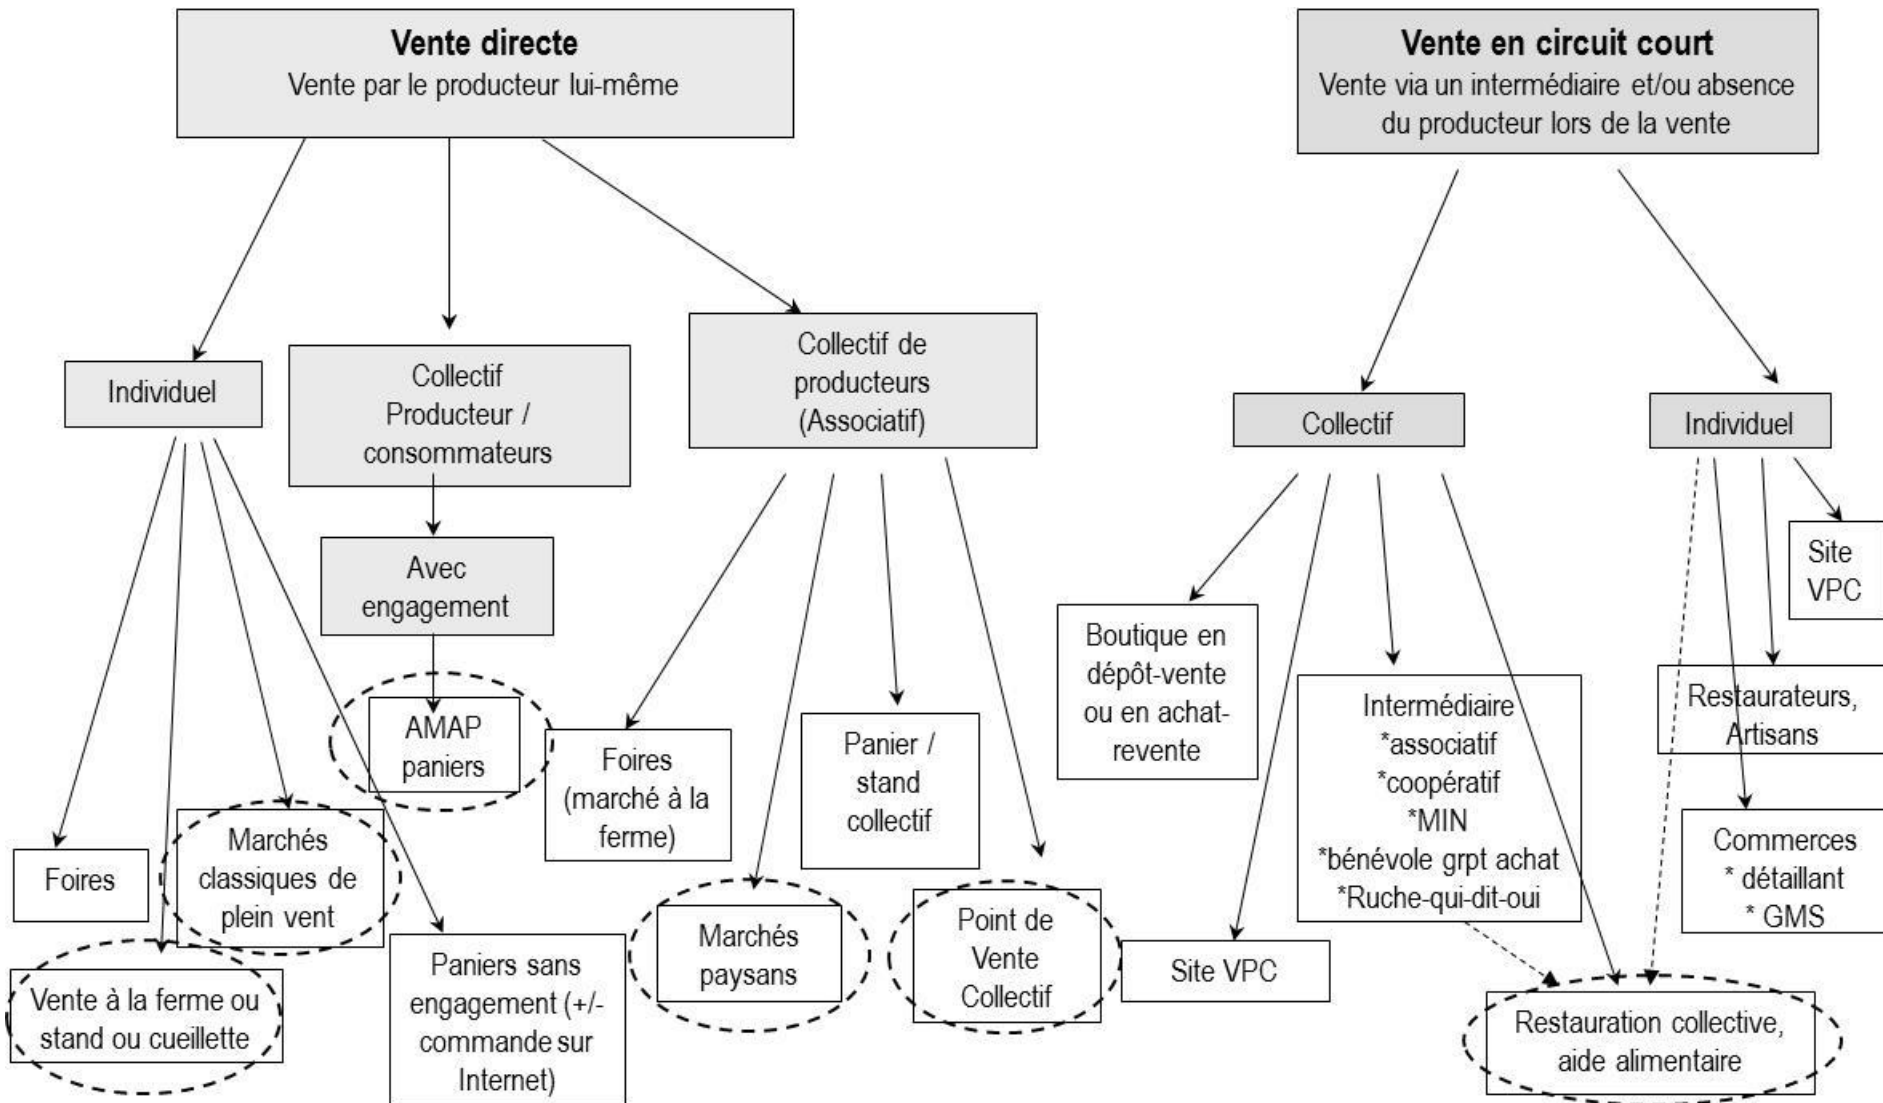 Vente directe
Vente par le producteur lui-même
Vente en circuit court
Vente via un intermédiaire et/ou absence
du producteur lors de la vente
Individuel
Collectif
Producteur /
consommateurs
Collectif de
producteurs
(Associatif)
Collectif
Individuel
Avec
engagement
Site
VPC
AMAP
paniers
Foires
(marché à la
ferme)
Panier /
stand
collectif
Boutique en
dépôt-vente
ou en achat-
revente
Intermédiaire
*associatif
*coopératif
*MIN
*bénévole grpt achat
*Ruche-qui-dit-oui
Restaurateurs,
Artisans
Commerces
* détaillant
* GMS
Foires
Marchés
classiques de
plein vent
Vente à la ferme ou
stand ou cueillette
Paniers sans
engagement (+/-
commande sur
Internet)
Marchés
paysans
Point de
Vente
Collectif
Site VPC
Restauration collective,
aide alimentaire